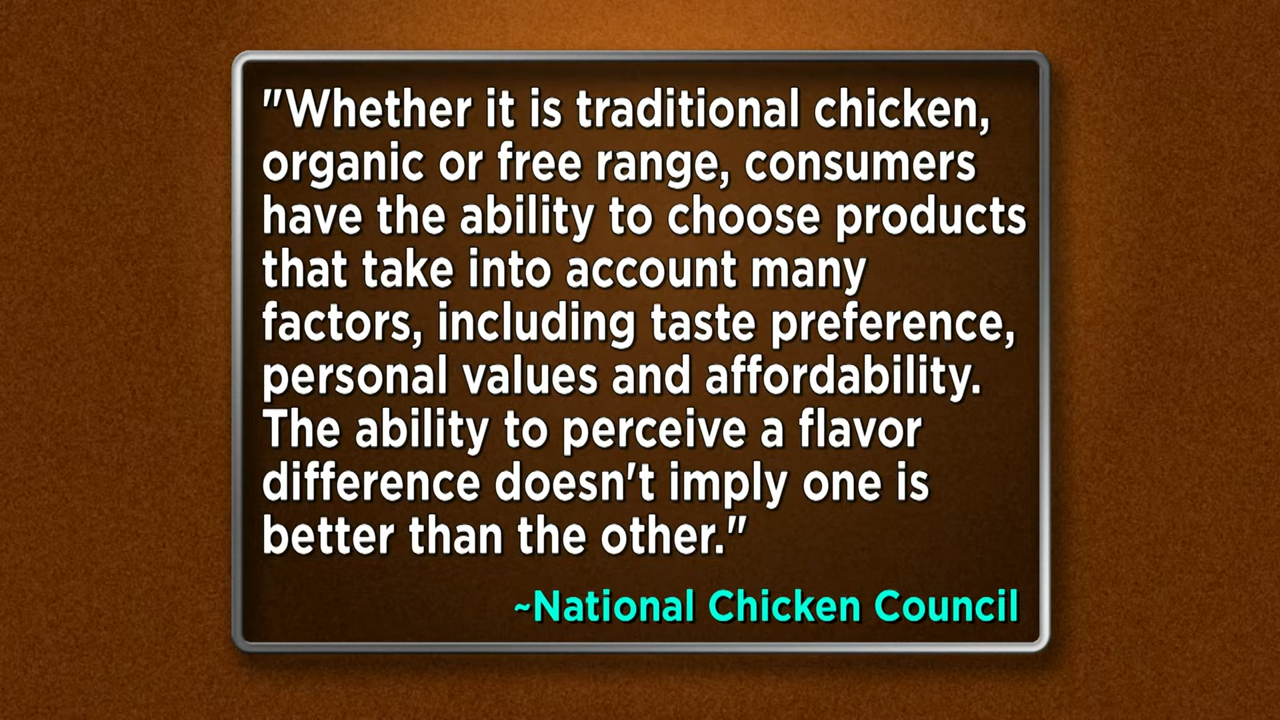 "Whether it is traditional chicken,
organic or free range, consumers
have the ability to choose products
that take into account many
factors, including taste preference,
personal values and affordability.
The ability to perceive a flavor
difference doesn't imply one is
better than the other."
~National Chicken Council